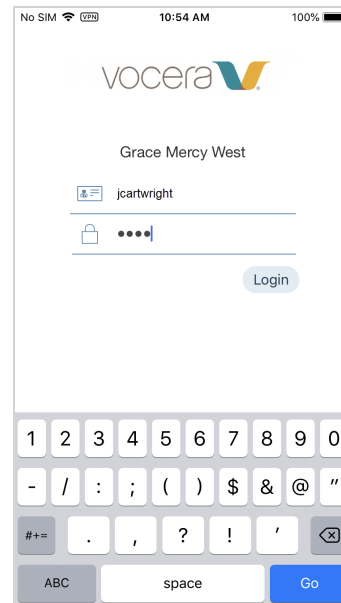 No SIM VPN 10:54 AM 100%
vocera
Grace Mercy West
jcartwright
••••
Login
1 2 3 4 5 6 7 8 9 0
- / : ; ( ) $ & @ "
#+= . , ? ! '
ABC space Go